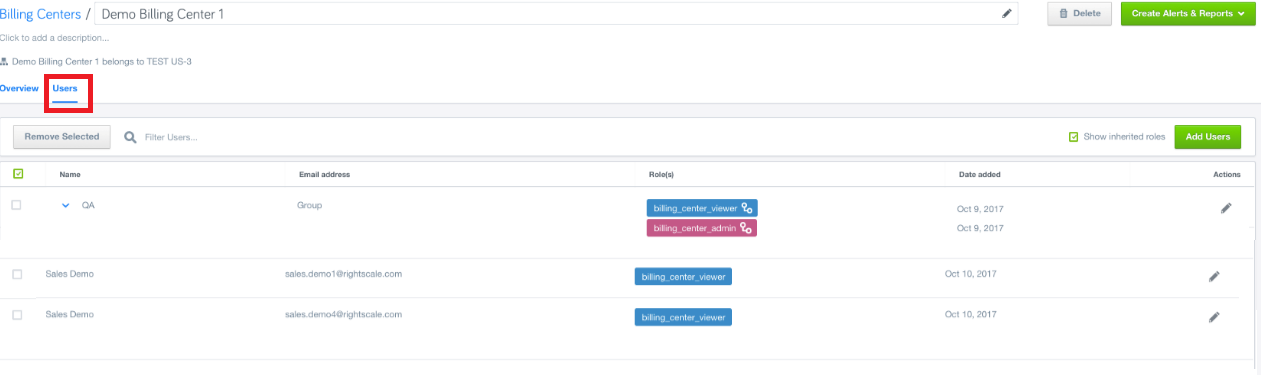 Billing Centers / Demo Billing Center 1 Delete Create Alerts & Reports
Click to add a description...
Demo Billing Center 1 belongs to TEST US-3
Overview Users
Remove Selected Filter Users... Show inherited roles Add Users
Name Email address Role(s) Date added Actions
QA Group billing_center_viewer Oct 9, 2017
billing_center_admin Oct 9, 2017
Sales Demo sales.demo1@rightscale.com billing_center_viewer Oct 10, 2017
Sales Demo sales.demo4@rightscale.com billing_center_viewer Oct 10, 2017